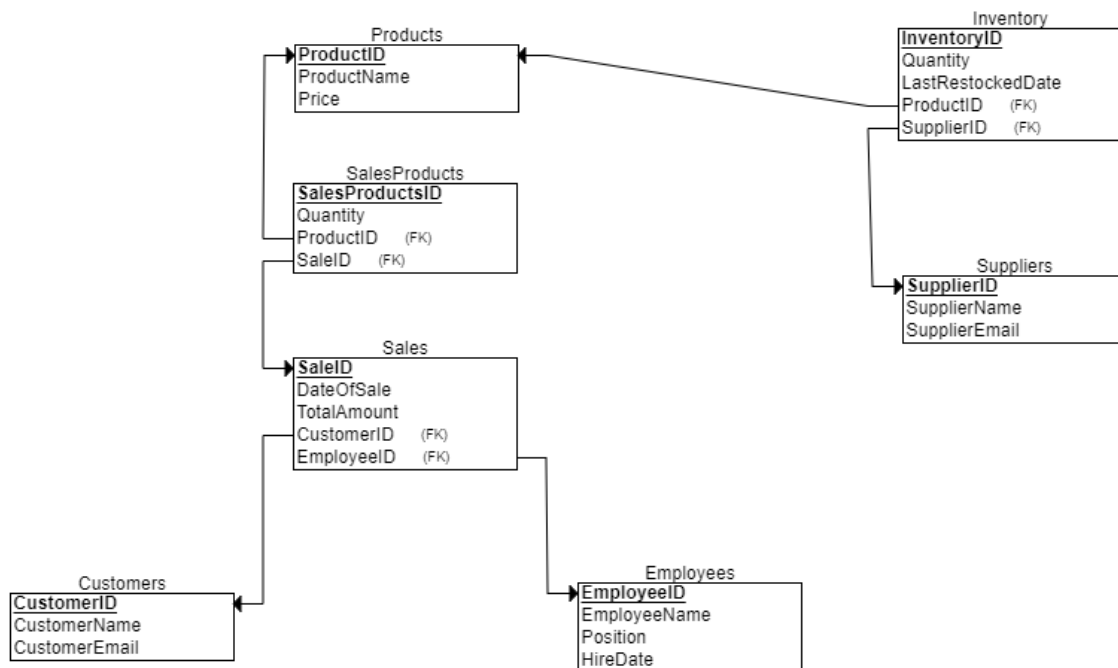 Products
ProductID
ProductName
Price
Inventory
InventoryID
Quantity
LastRestockedDate
ProductID (FK)
SupplierID (FK)
SalesProducts
SalesProductsID
Quantity
ProductID (FK)
SaleID (FK)
Suppliers
SupplierID
SupplierName
SupplierEmail
Sales
SaleID
DateOfSale
TotalAmount
CustomerID (FK)
EmployeeID (FK)
Customers
CustomerID
CustomerName
CustomerEmail
Employees
EmployeeID
EmployeeName
Position
HireDate